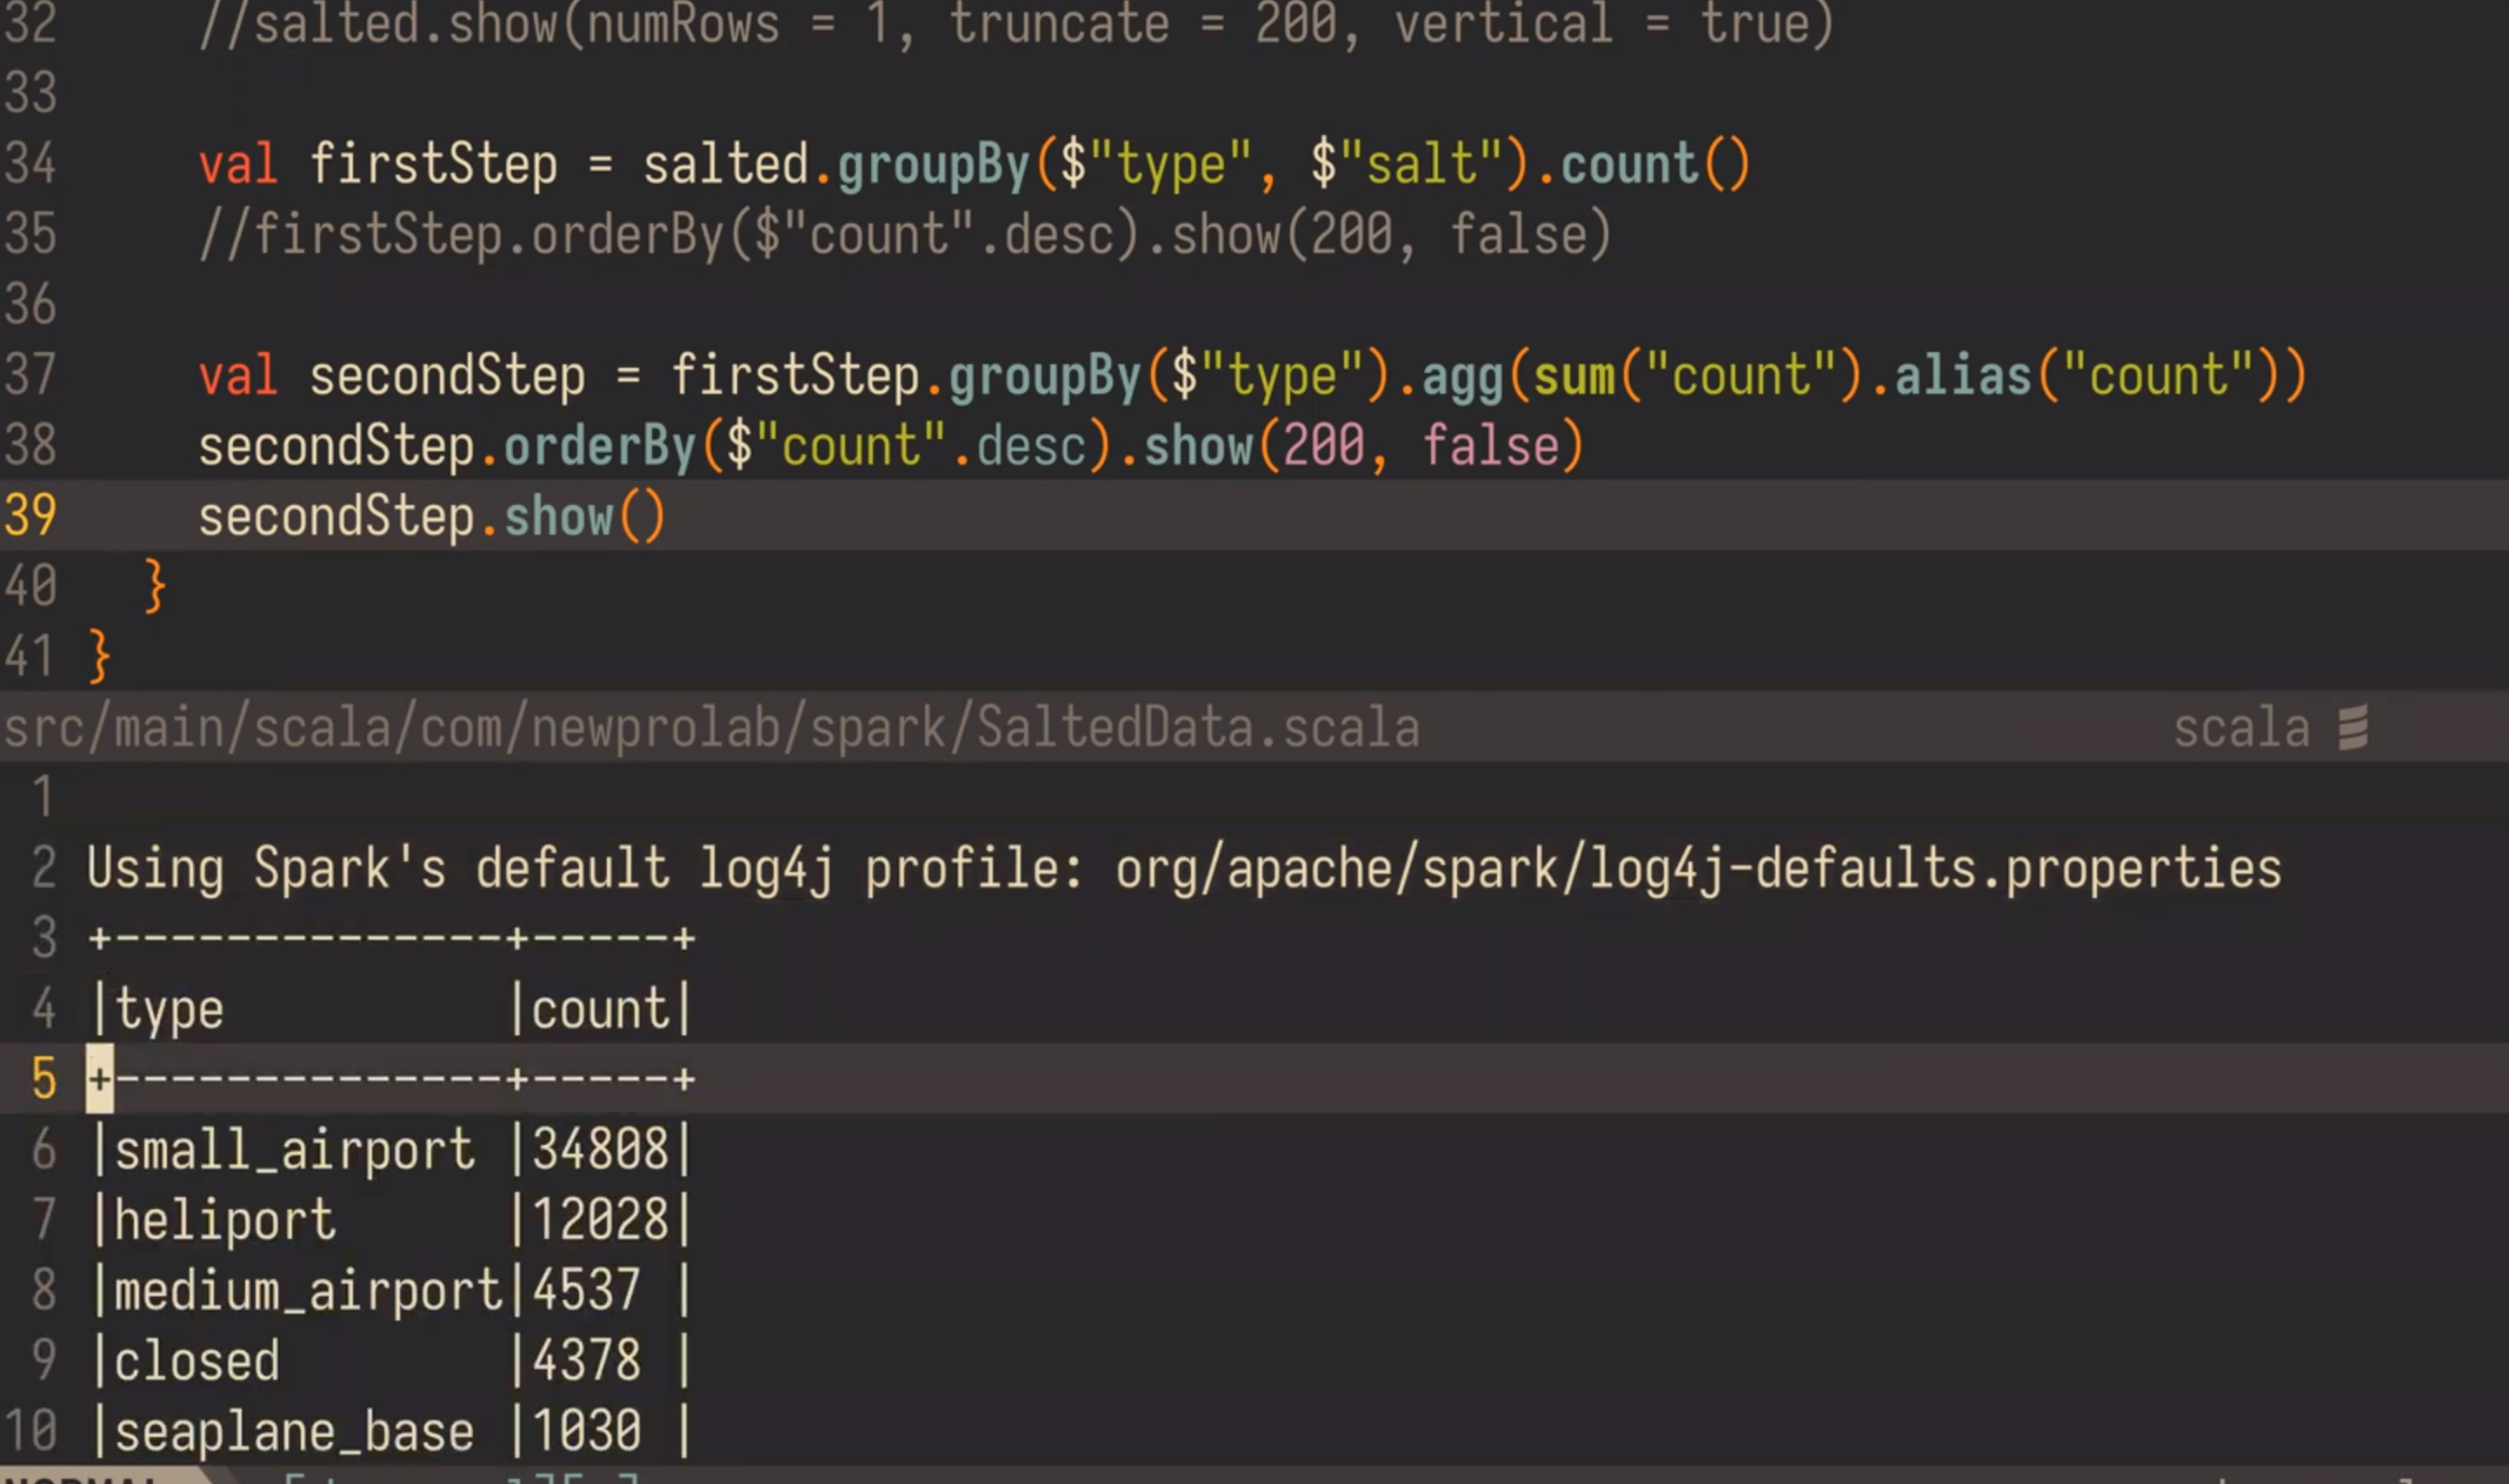 32 //salted.show(numRows = 1, truncate = 200, vertical = true)
33
34 val firstStep = salted.groupBy($"type", $"salt").count()
35 //firstStep.orderBy($"count".desc).show(200, false)
36
37 val secondStep = firstStep.groupBy($"type").agg(sum("count").alias("count"))
38 secondStep.orderBy($"count".desc).show(200, false)
39 secondStep.show()
40 }
41 }
src/main/scala/com/newprolab/spark/SaltedData.scala scala
1
2 Using Spark's default log4j profile: org/apache/spark/log4j-defaults.properties
3 +--------------+-----+
4 |type |count|
5 +--------------+-----+
6 |small_airport |34808|
7 |heliport |12028|
8 |medium_airport|4537 |
9 |closed |4378 |
10 |seaplane_base |1030 |
NORMAL